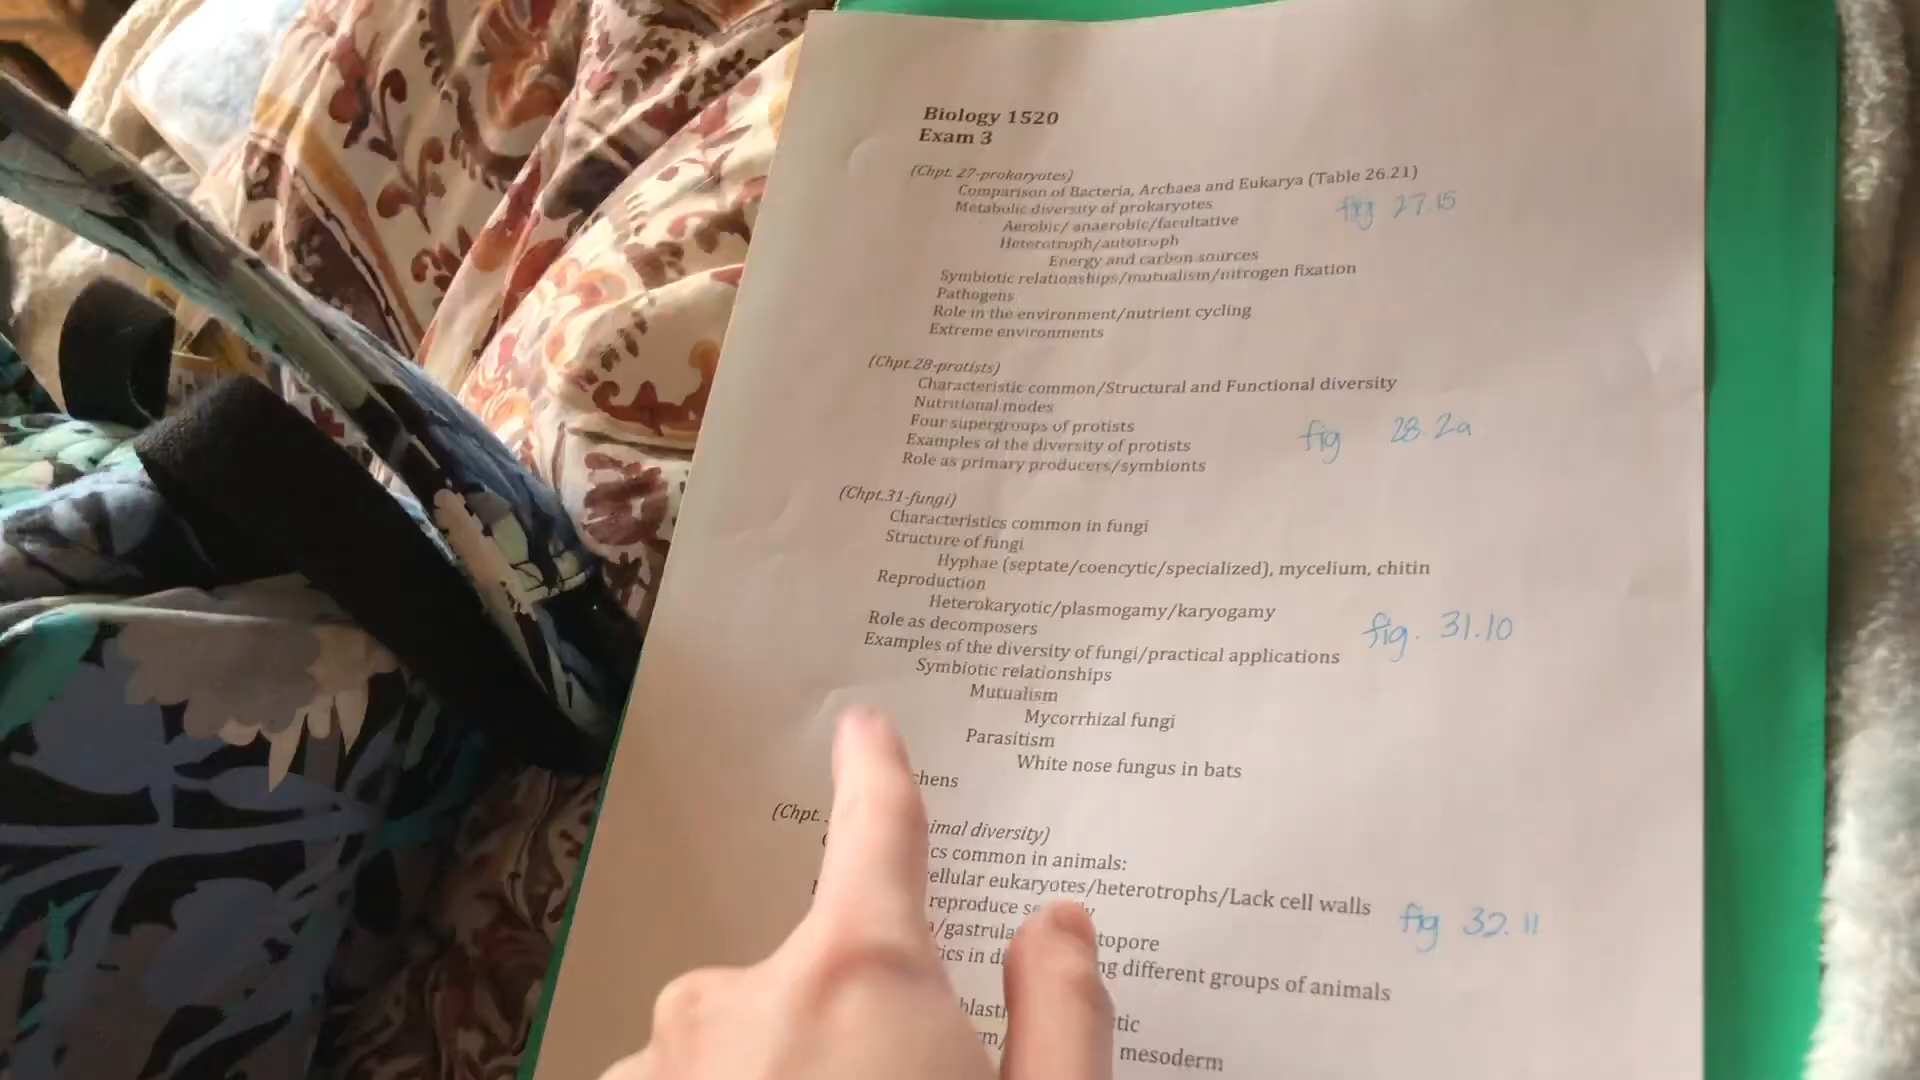 Biology 1520
Exam 3
(Chpt. 27-prokaryotes)
Comparison of Bacteria, Archaea and Eukarya (Table 26.21)
Metabolic diversity of prokaryotes
fig 27.15
Aerobic/ anaerobic/facultative
Heterotroph/autotroph
Energy and carbon sources
Symbiotic relationships/mutualism/nitrogen fixation
Pathogens
Role in the environment/nutrient cycling
Extreme environments
(Chpt.28-protists)
Characteristic common/Structural and Functional diversity
Nutritional modes
Four supergroups of protists
fig 28.2a
Examples of the diversity of protists
Role as primary producers/symbionts
(Chpt.31-fungi)
Characteristics common in fungi
Structure of fungi
Hyphae (septate/coencytic/specialized), mycelium, chitin
Reproduction
Heterokaryotic/plasmogamy/karyogamy
fig. 31.10
Role as decomposers
Examples of the diversity of fungi/practical applications
Symbiotic relationships
Mutualism
Mycorrhizal fungi
Parasitism
White nose fungus in bats
chens
(Chpt. imal diversity)
cs common in animals:
ellular eukaryotes/heterotrophs/Lack cell walls
fig 32.11
reproduce
/gastrula topore
ics in ng different groups of animals
blast tic
m/ mesoderm